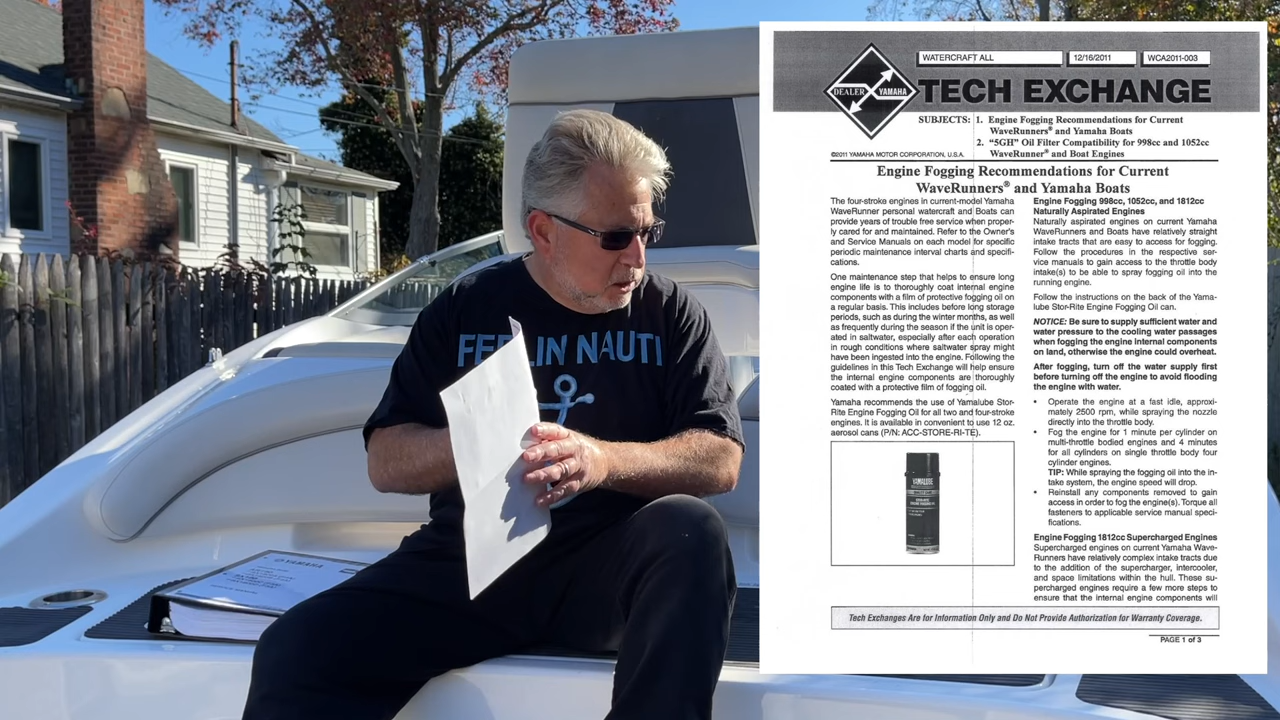 FEELIN NAUTI
YAMAHA
WATERCRAFT ALL
12/16/2011
WCA2011-003
DEALER YAMAHA
TECH EXCHANGE
SUBJECTS: 1. Engine Fogging Recommendations for Current
WaveRunners® and Yamaha Boats
2. “5GH” Oil Filter Compatibility for 998cc and 1052cc
WaveRunner® and Boat Engines
©2011 YAMAHA MOTOR CORPORATION, U.S.A.
Engine Fogging Recommendations for Current
WaveRunners® and Yamaha Boats
The four-stroke engines in current-model Yamaha
WaveRunner personal watercraft and Boats can
provide years of trouble free service when proper-
ly cared for and maintained. Refer to the Owner's
and Service Manuals on each model for specific
periodic maintenance interval charts and specifi-
cations.
One maintenance step that helps to ensure long
engine life is to thoroughly coat internal engine
components with a film of protective fogging oil on
a regular basis. This includes before long storage
periods, such as during the winter months, as well
as frequently during the season if the unit is oper-
ated in saltwater, especially after each operation
in rough conditions where saltwater spray might
have been ingested into the engine. Following the
guidelines in this Tech Exchange will help ensure
the internal engine components are thoroughly
coated with a protective film of fogging oil.
Yamaha recommends the use of Yamalube Stor-
Rite Engine Fogging Oil for all two and four-stroke
engines. It is available in convenient to use 12 oz.
aerosol cans (P/N: ACC-STORE-RI-TE).
YAMALUBE
Engine Fogging 998cc, 1052cc, and 1812cc
Naturally Aspirated Engines
Naturally aspirated engines on current Yamaha
WaveRunners and Boats have relatively straight
intake tracts that are easy to access for fogging.
Follow the procedures in the respective ser-
vice manuals to gain access to the throttle body
intake(s) to be able to spray fogging oil into the
running engine.
Follow the instructions on the back of the Yama-
lube Stor-Rite Engine Fogging Oil can.
NOTICE: Be sure to supply sufficient water and
water pressure to the cooling water passages
when fogging the engine internal components
on land, otherwise the engine could overheat.
After fogging, turn off the water supply first
before turning off the engine to avoid flooding
the engine with water.
• Operate the engine at a fast idle, approxi-
mately 2500 rpm, while spraying the nozzle
directly into the throttle body.
• Fog the engine for 1 minute per cylinder on
multi-throttle bodied engines and 4 minutes
for all cylinders on single throttle body four
cylinder engines.
TIP: While spraying the fogging oil into the in-
take system, the engine speed will drop.
• Reinstall any components removed to gain
access in order to fog the engine(s). Torque all
fasteners to applicable service manual speci-
fications.
Engine Fogging 1812cc Supercharged Engines
Supercharged engines on current Yamaha Wave-
Runners have relatively complex intake tracts due
to the addition of the supercharger, intercooler,
and space limitations within the hull. These su-
percharged engines require a few more steps to
ensure that the internal engine components will
Tech Exchanges Are for Information Only and Do Not Provide Authorization for Warranty Coverage.
PAGE 1 of 3